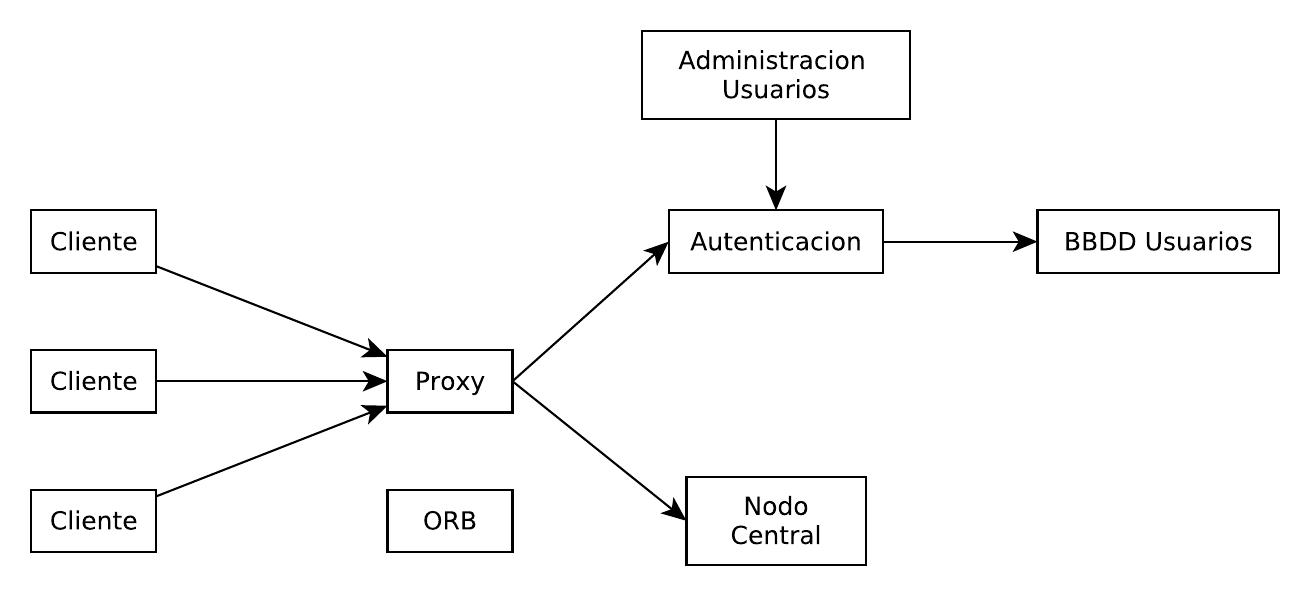 Administracion
Usuarios
Cliente
Autenticacion
BBDD Usuarios
Cliente
Proxy
Cliente
ORB
Nodo
Central